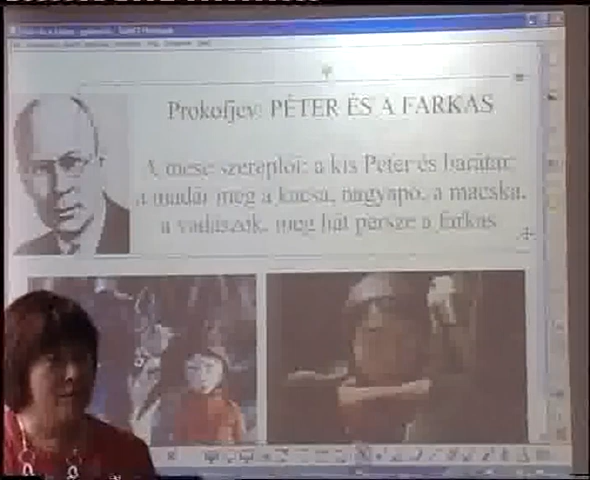 Prokofjev: PÉTER ÉS A FARKAS
A mese szereplői: a kis Péter és barátai:
a madár meg a kacsa, nagyapó, a macska,
a vadászok, meg hát persze a farkas